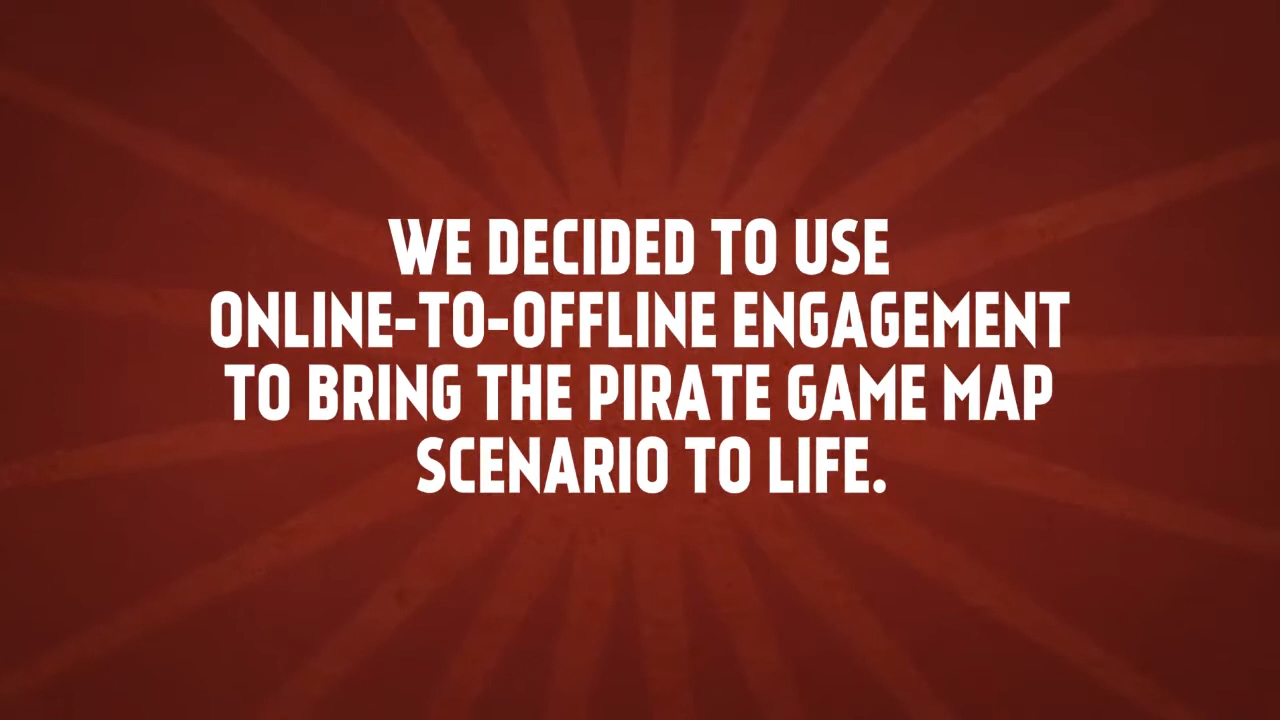 WE DECIDED TO USE
ONLINE-TO-OFFLINE ENGAGEMENT
TO BRING THE PIRATE GAME MAP
SCENARIO TO LIFE.